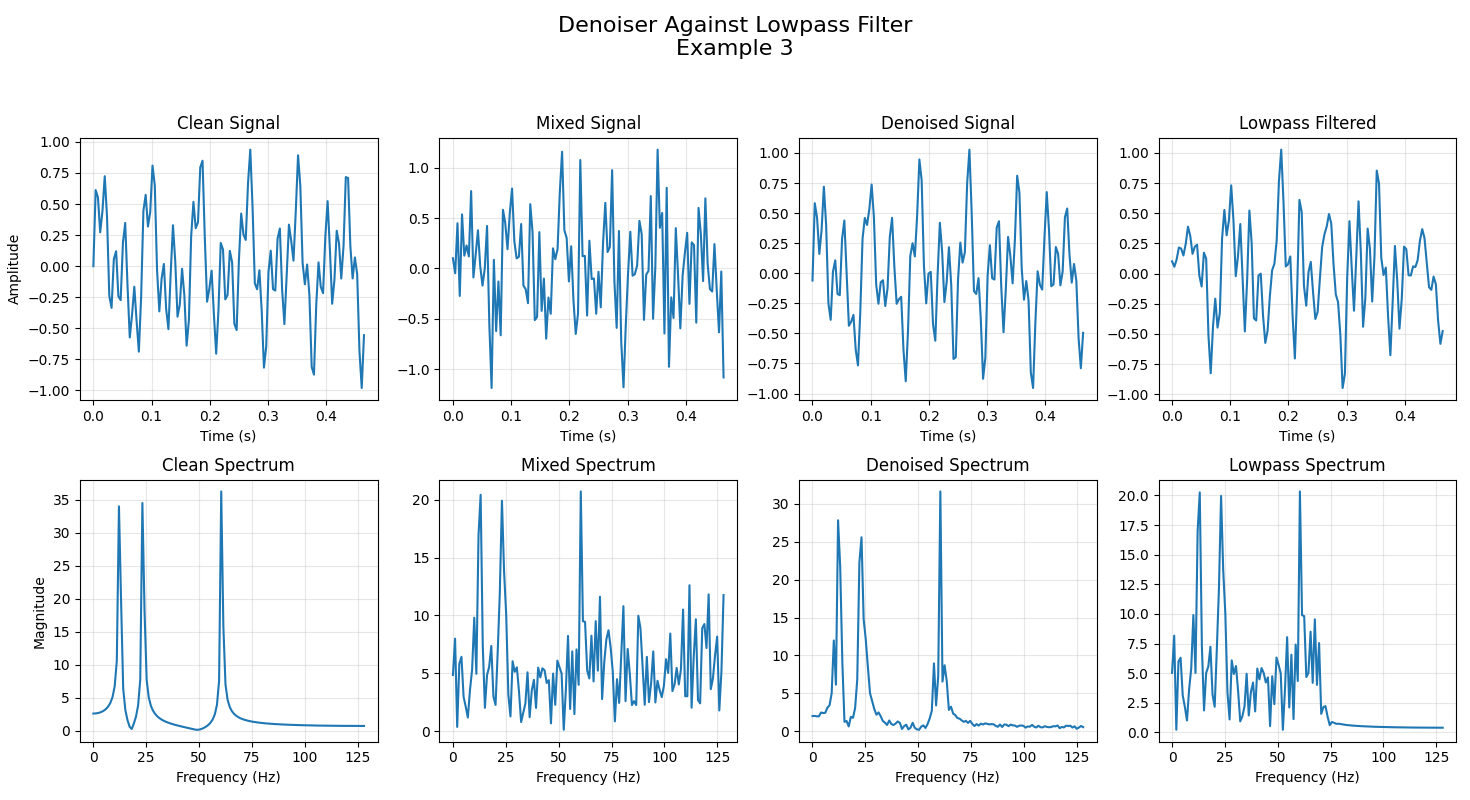 Denoiser Against Lowpass Filter
Example 3
Clean Signal
Mixed Signal
Denoised Signal
Lowpass Filtered
Amplitude
1.00
0.75
0.50
0.25
0.00
−0.25
−0.50
−0.75
−1.00
0.0 0.1 0.2 0.3 0.4
Time (s)
1.0
0.5
0.0
−0.5
−1.0
0.0 0.1 0.2 0.3 0.4
Time (s)
1.00
0.75
0.50
0.25
0.00
−0.25
−0.50
−0.75
−1.00
0.0 0.1 0.2 0.3 0.4
Time (s)
1.00
0.75
0.50
0.25
0.00
−0.25
−0.50
−0.75
−1.00
0.0 0.1 0.2 0.3 0.4
Time (s)
Clean Spectrum
Mixed Spectrum
Denoised Spectrum
Lowpass Spectrum
Magnitude
35
30
25
20
15
10
5
0
0 25 50 75 100 125
Frequency (Hz)
20
15
10
5
0
0 25 50 75 100 125
Frequency (Hz)
30
25
20
15
10
5
0
0 25 50 75 100 125
Frequency (Hz)
20.0
17.5
15.0
12.5
10.0
7.5
5.0
2.5
0.0
0 25 50 75 100 125
Frequency (Hz)